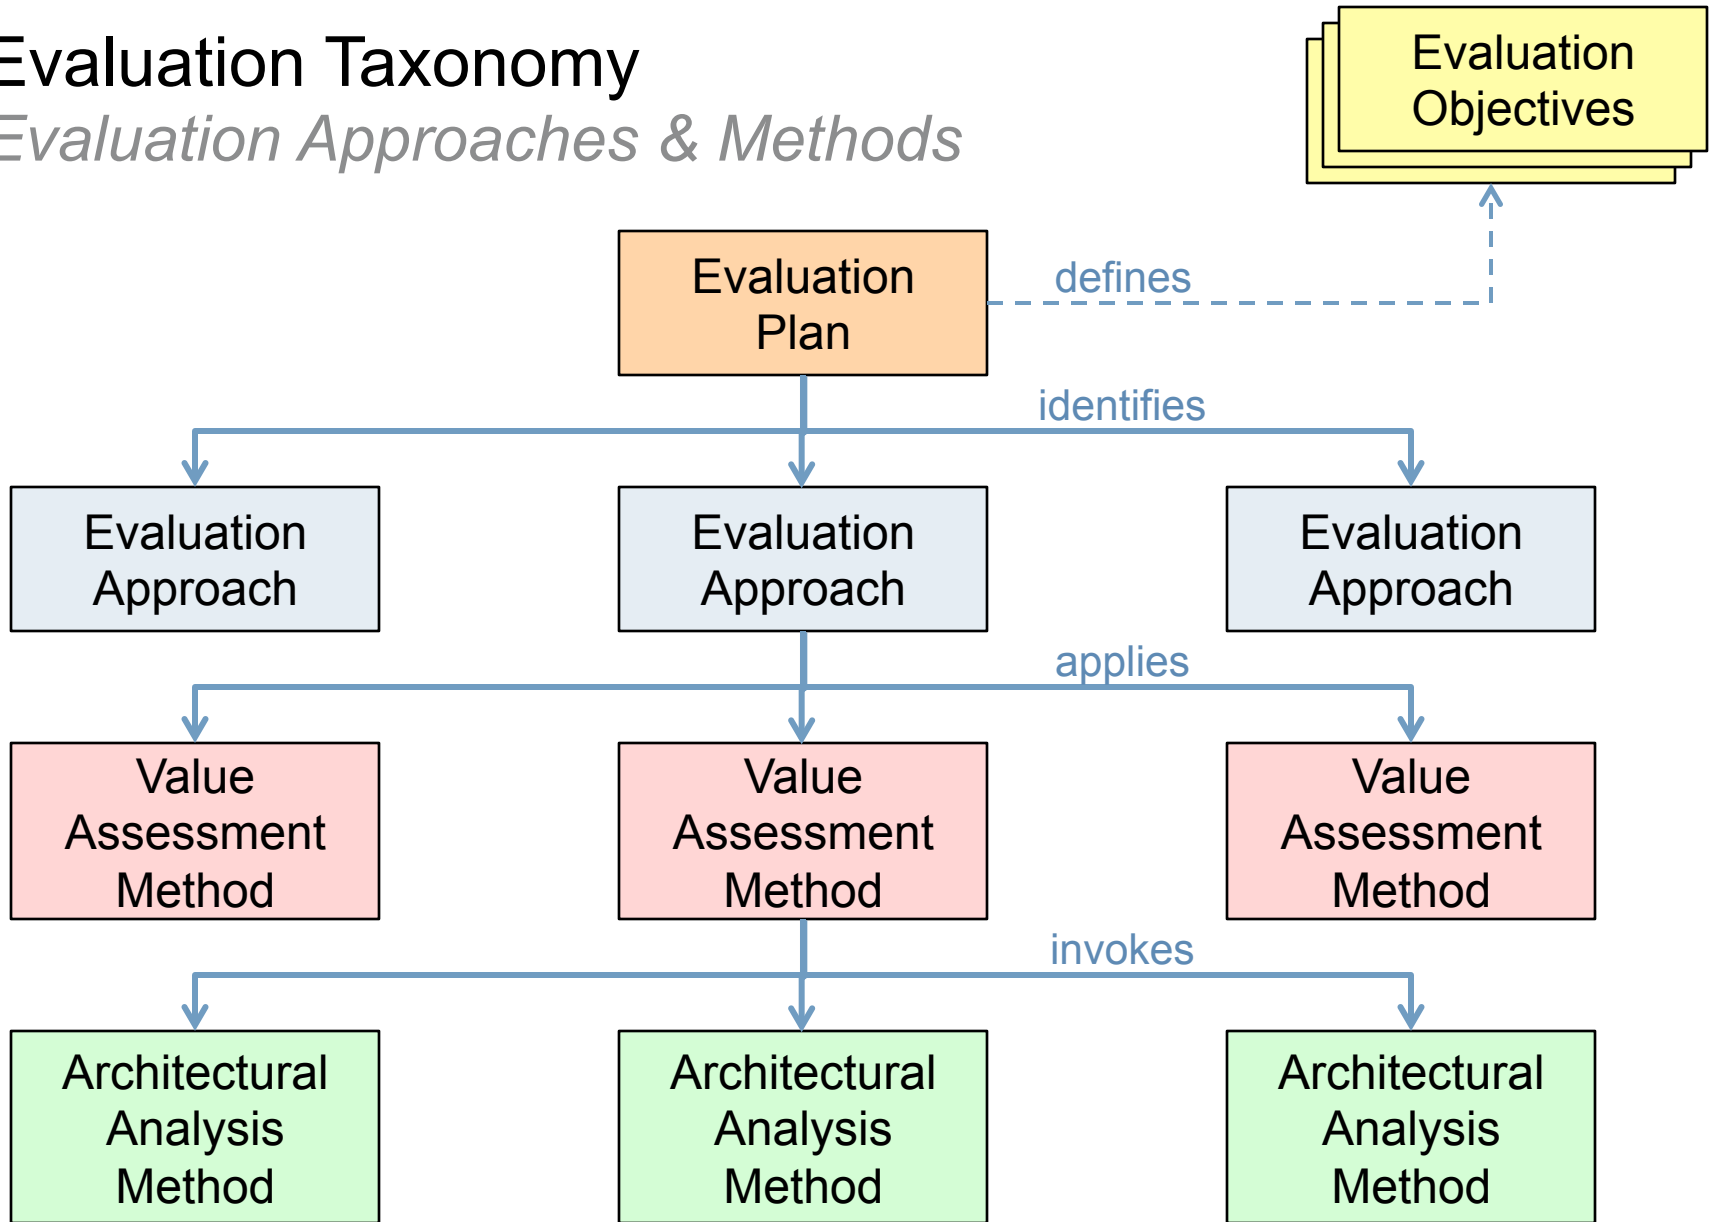 Evaluation Taxonomy
Evaluation Approaches & Methods
Evaluation
Objectives
Evaluation
Plan
defines
identifies
Evaluation
Approach
Evaluation
Approach
Evaluation
Approach
applies
Value
Assessment
Method
Value
Assessment
Method
Value
Assessment
Method
invokes
Architectural
Analysis
Method
Architectural
Analysis
Method
Architectural
Analysis
Method